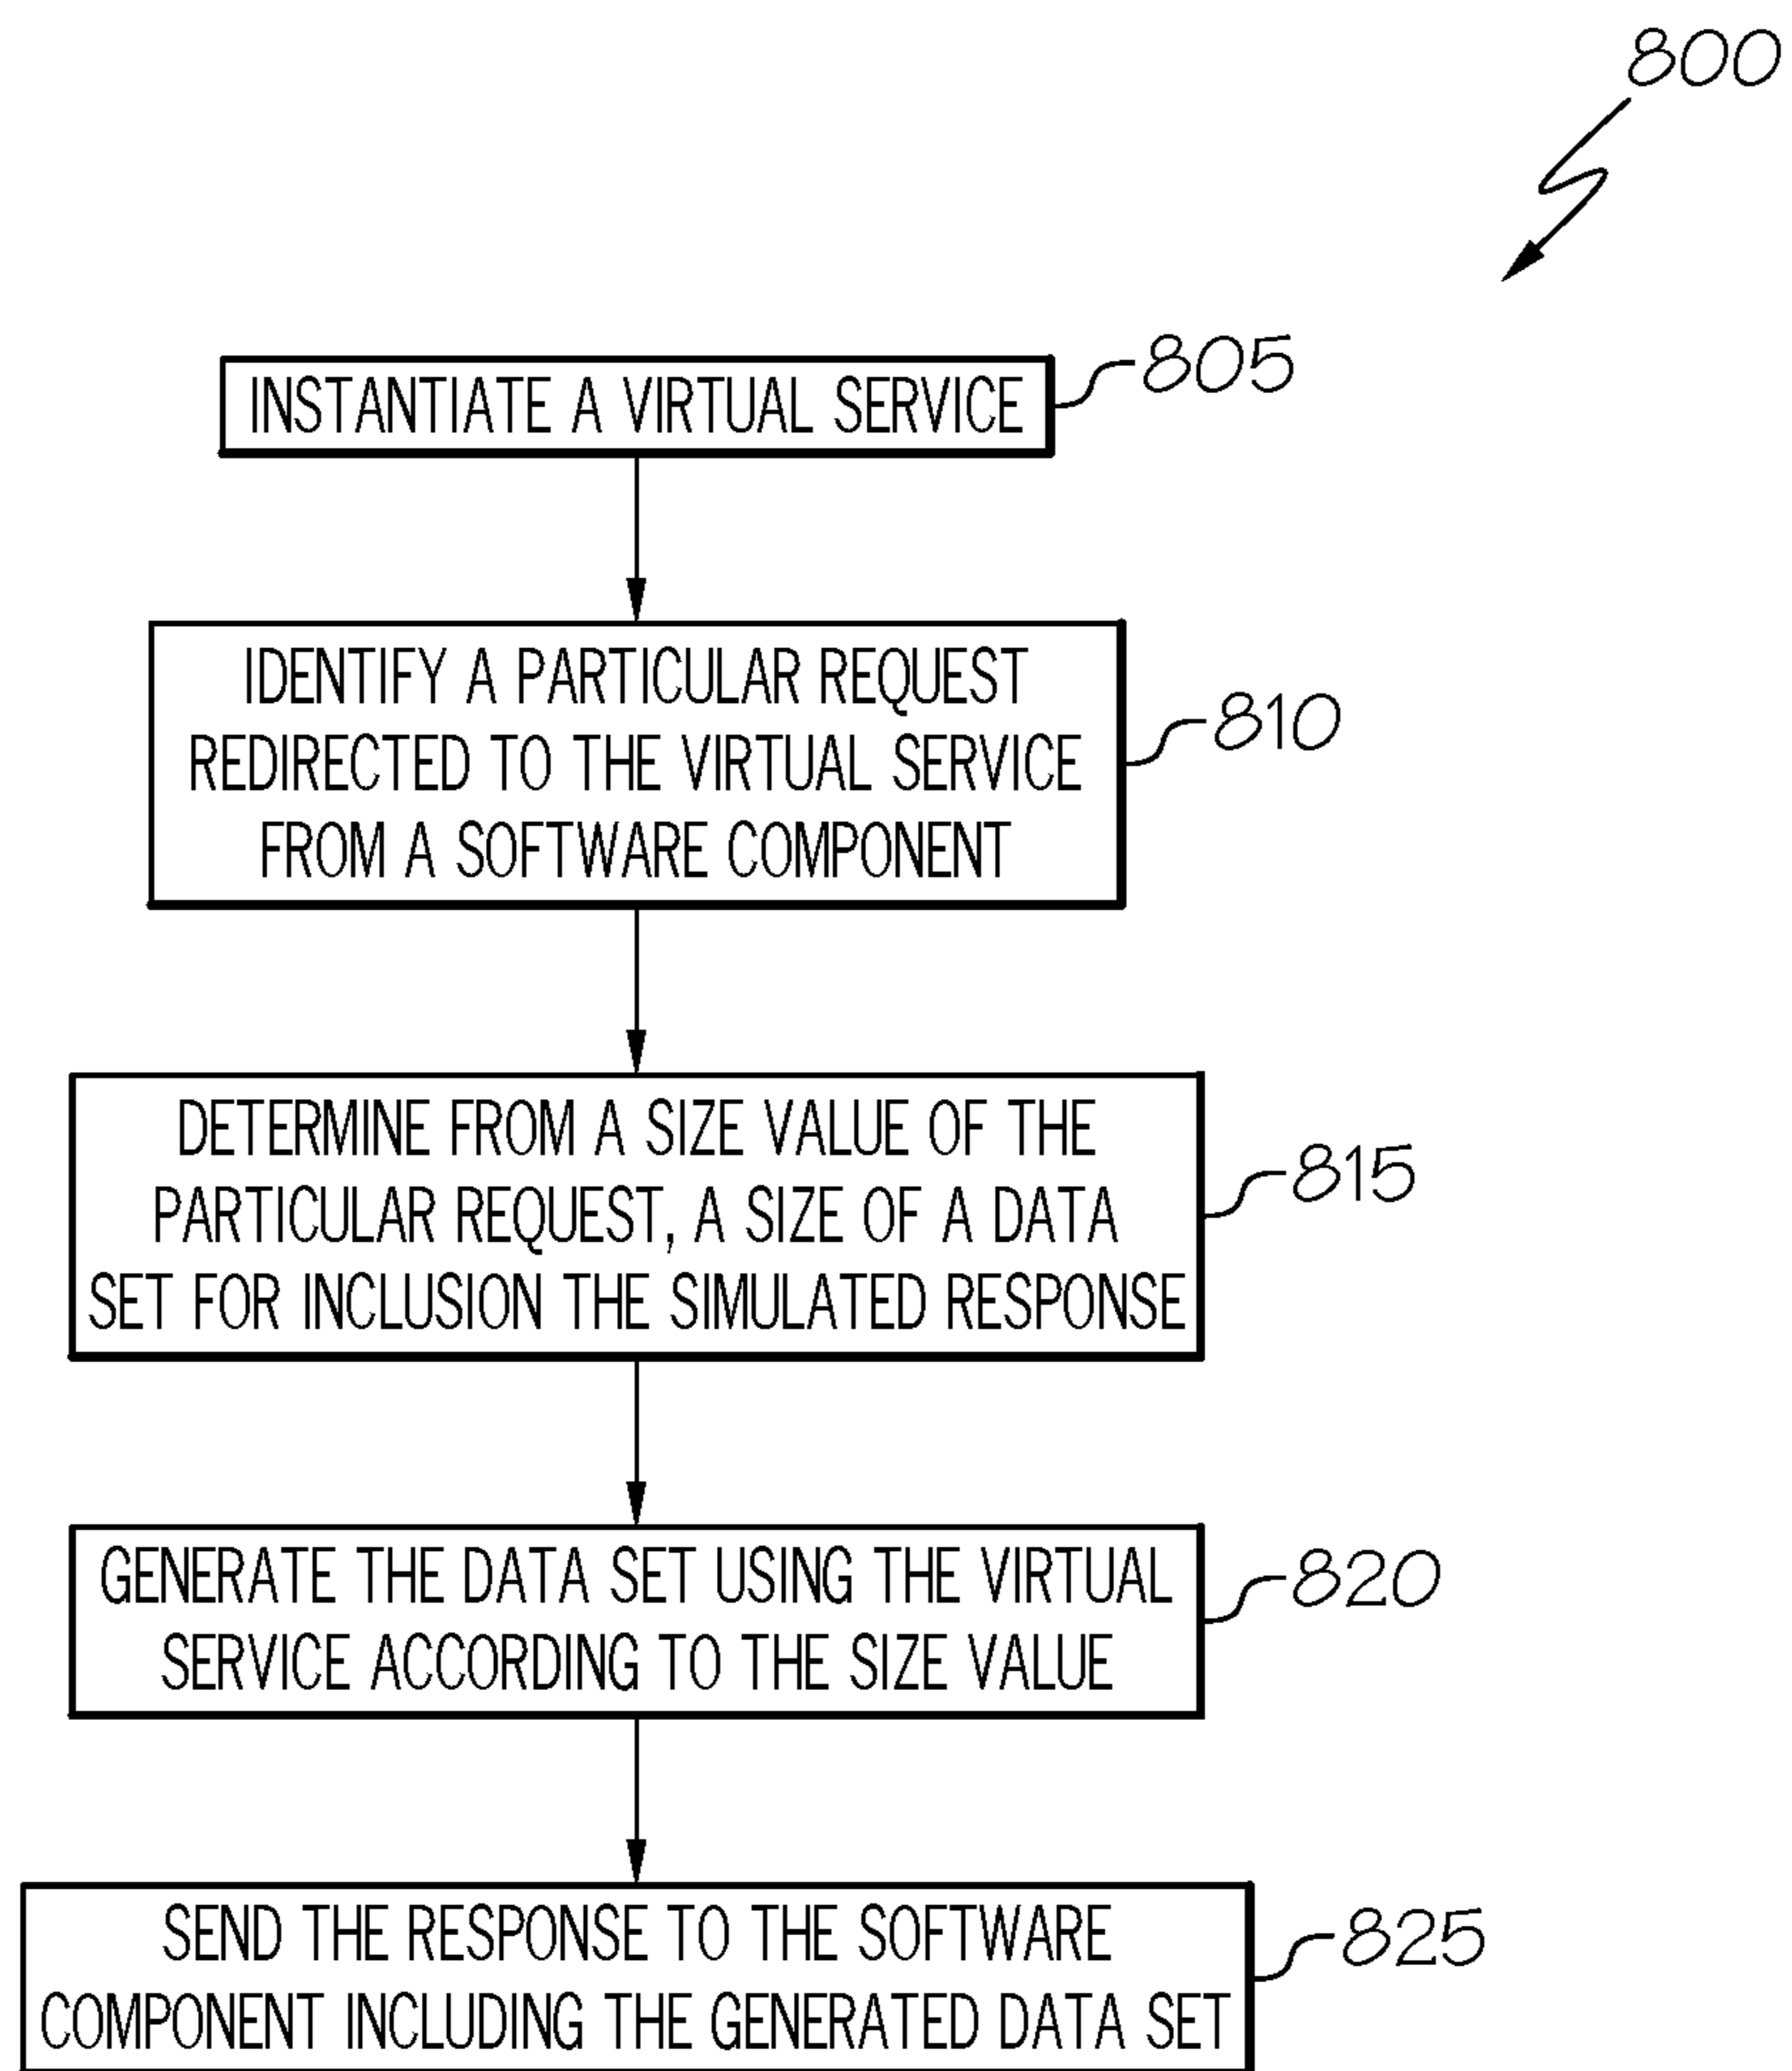 800
INSTANTIATE A VIRTUAL SERVICE
805
IDENTIFY A PARTICULAR REQUEST
REDIRECTED TO THE VIRTUAL SERVICE
FROM A SOFTWARE COMPONENT
810
DETERMINE FROM A SIZE VALUE OF THE
PARTICULAR REQUEST, A SIZE OF A DATA
SET FOR INCLUSION THE SIMULATED RESPONSE
815
GENERATE THE DATA SET USING THE VIRTUAL
SERVICE ACCORDING TO THE SIZE VALUE
820
SEND THE RESPONSE TO THE SOFTWARE
COMPONENT INCLUDING THE GENERATED DATA SET
825